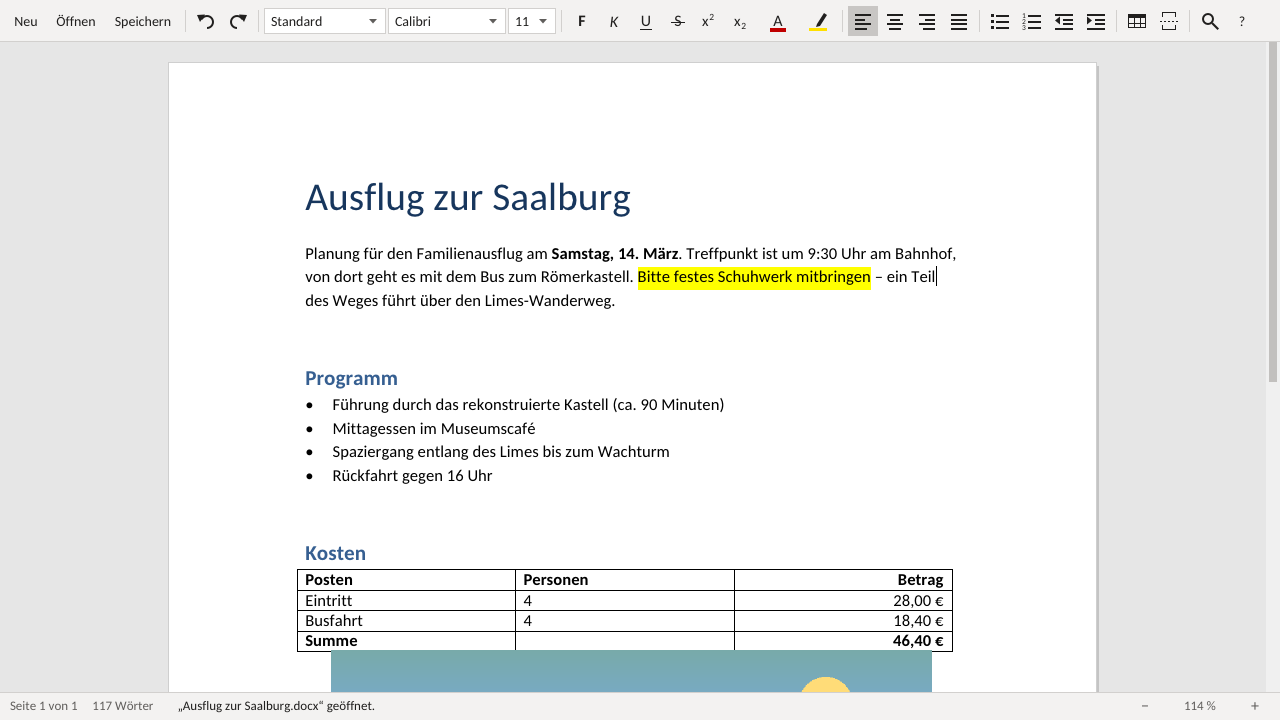 Neu Öffnen Speichern Standard Calibri 11 F K U S x² x₂ A ?
Ausflug zur Saalburg
Planung für den Familienausflug am Samstag, 14. März. Treffpunkt ist um 9:30 Uhr am Bahnhof,
von dort geht es mit dem Bus zum Römerkastell. Bitte festes Schuhwerk mitbringen – ein Teil
des Weges führt über den Limes-Wanderweg.
Programm
• Führung durch das rekonstruierte Kastell (ca. 90 Minuten)
• Mittagessen im Museumscafé
• Spaziergang entlang des Limes bis zum Wachturm
• Rückfahrt gegen 16 Uhr
Kosten
Posten Personen Betrag
Eintritt 4 28,00 €
Busfahrt 4 18,40 €
Summe 46,40 €
Seite 1 von 1 117 Wörter „Ausflug zur Saalburg.docx“ geöffnet. − 114 % +